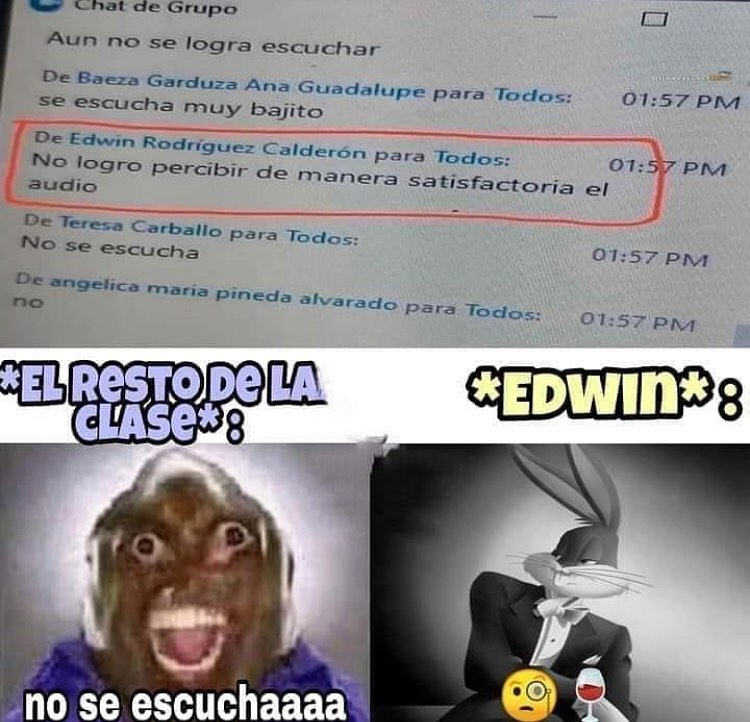 Chat de Grupo
Aun no se logra escuchar
De Baeza Garduza Ana Guadalupe para Todos: 01:57 PM
se escucha muy bajito
De Edwin Rodríguez Calderón para Todos: 01:57 PM
No logro percibir de manera satisfactoria el
audio
De Teresa Carballo para Todos: 01:57 PM
No se escucha
De angelica maria pineda alvarado para Todos: 01:57 PM
no
*EL RESTO DE LA
CLASE*:
*EDWIN*:
no se escuchaaaa